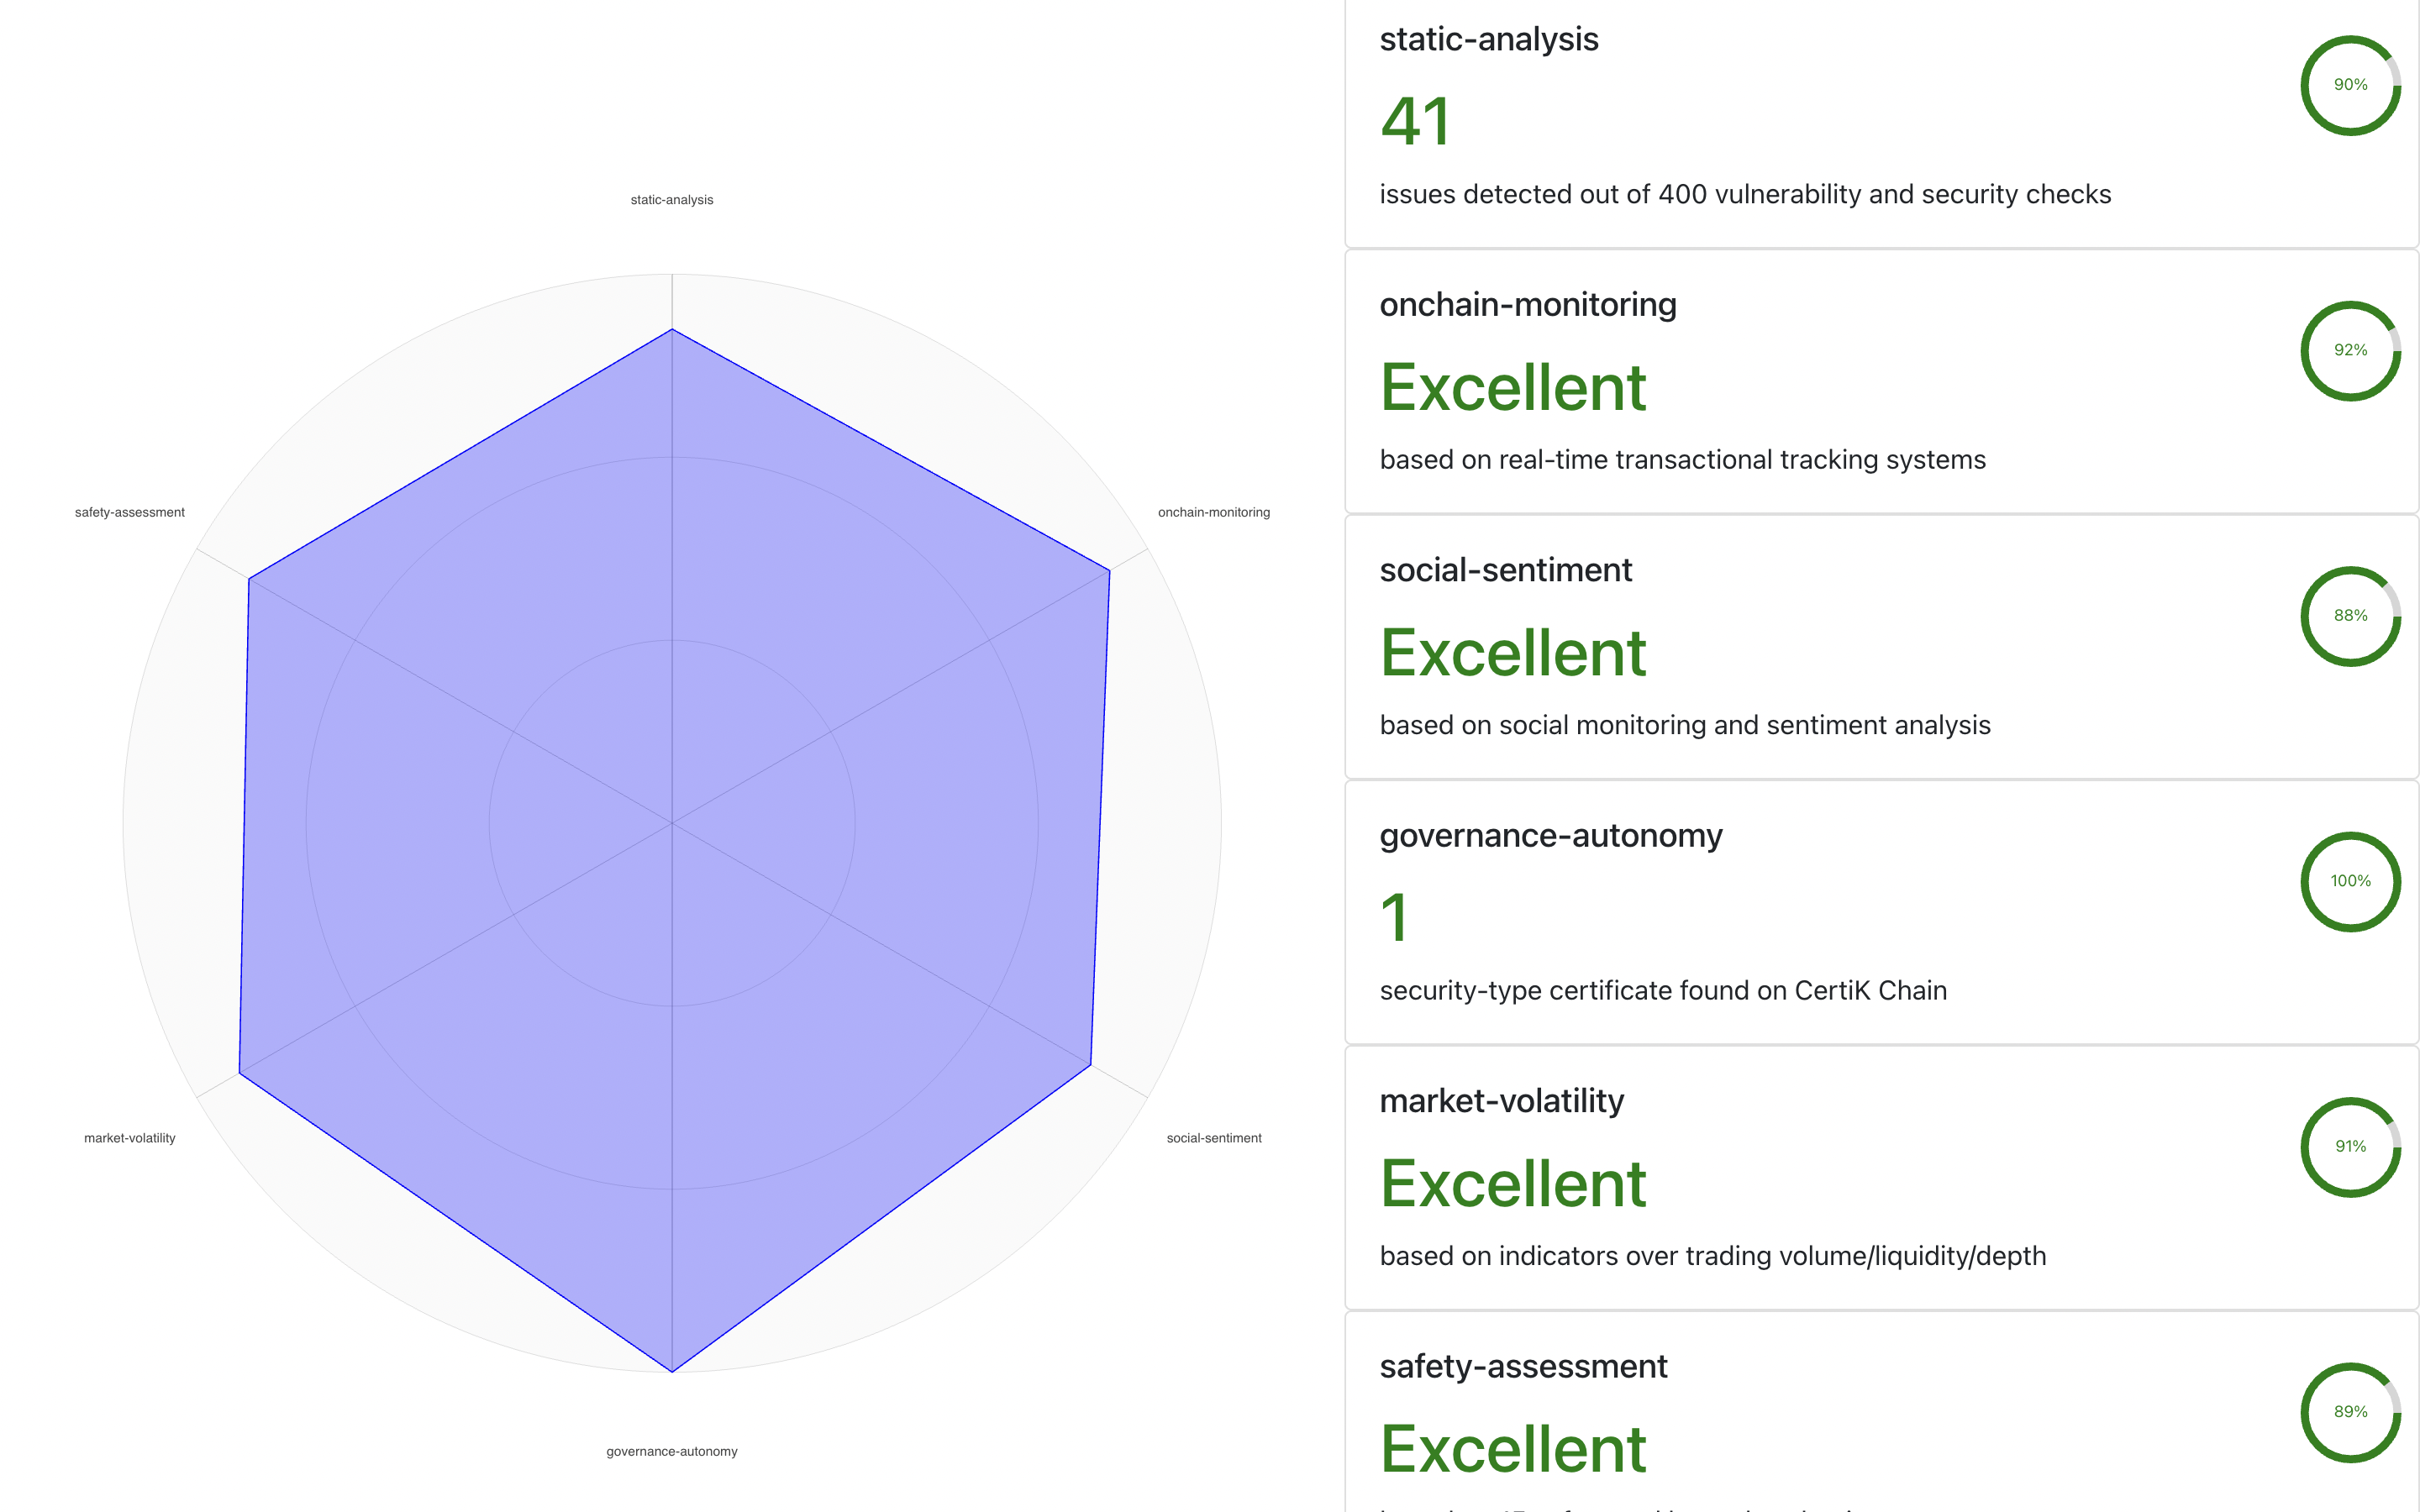 static-analysis
onchain-monitoring
social-sentiment
governance-autonomy
market-volatility
safety-assessment
static-analysis
90%
41
issues detected out of 400 vulnerability and security checks
onchain-monitoring
92%
Excellent
based on real-time transactional tracking systems
social-sentiment
88%
Excellent
based on social monitoring and sentiment analysis
governance-autonomy
100%
1
security-type certificate found on CertiK Chain
market-volatility
91%
Excellent
based on indicators over trading volume/liquidity/depth
safety-assessment
89%
Excellent